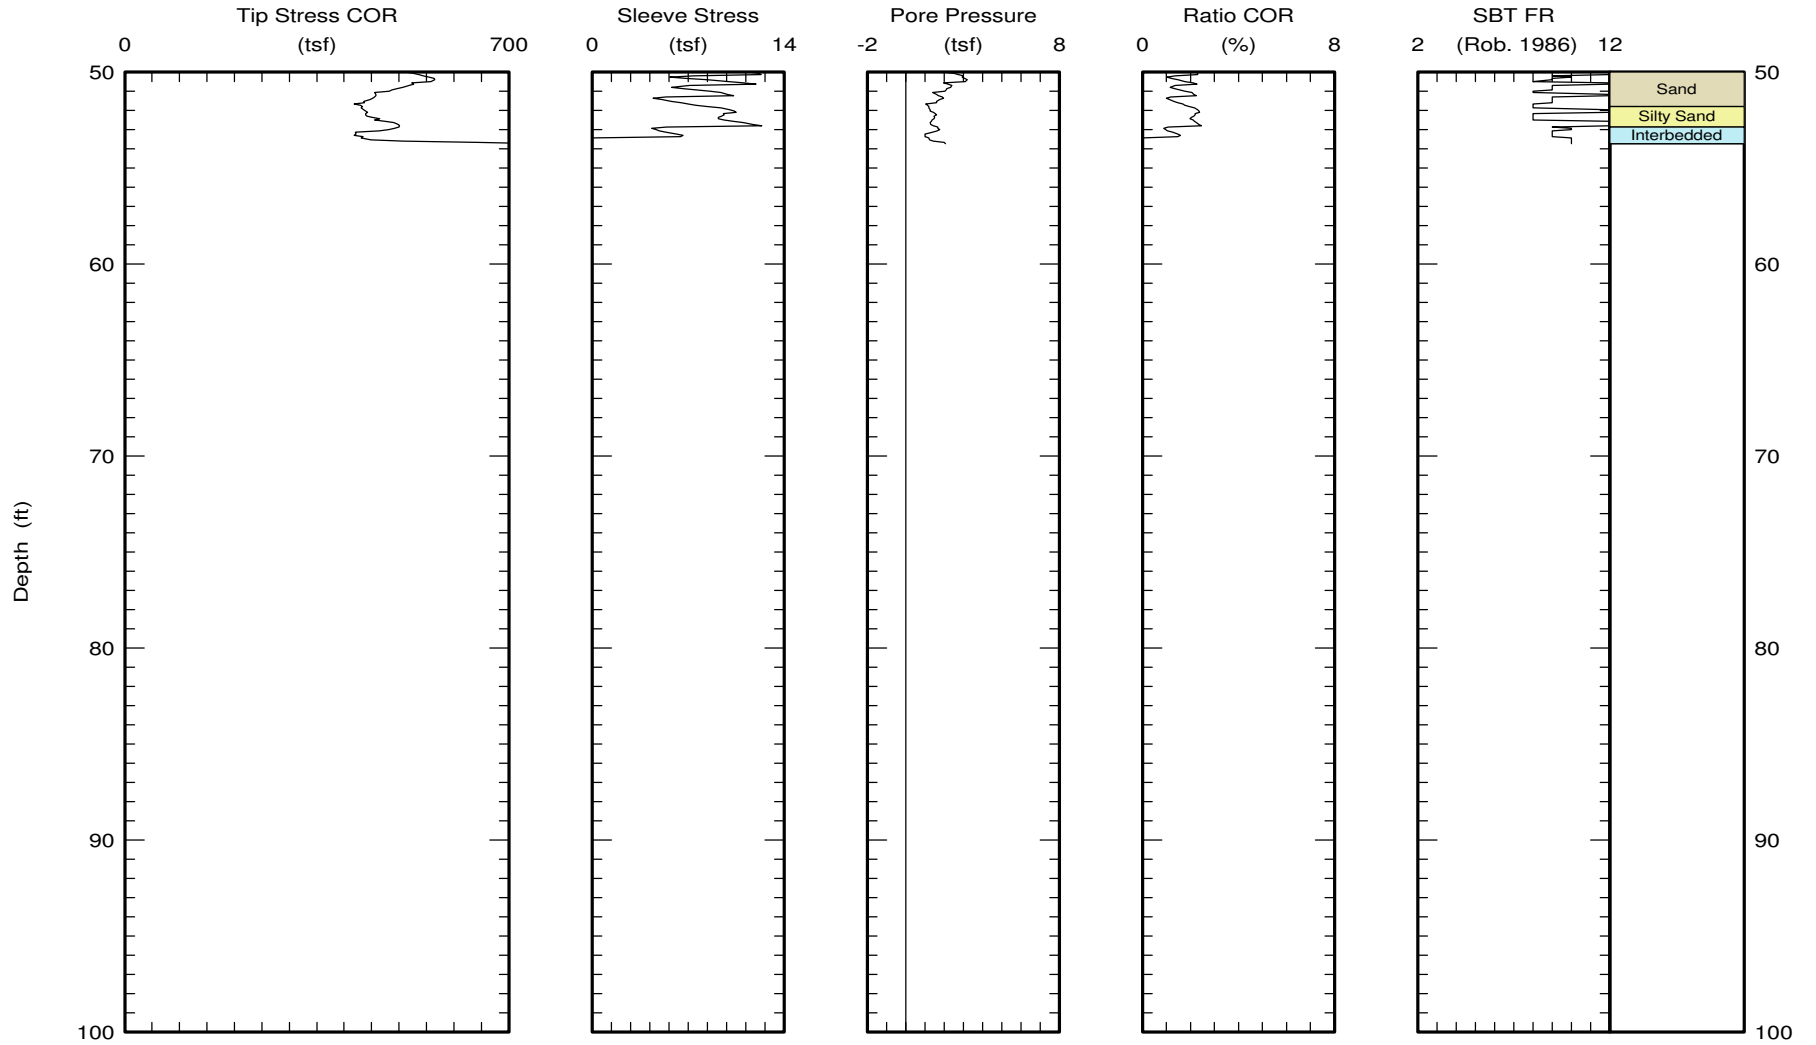 Tip Stress COR Sleeve Stress Pore Pressure Ratio COR SBT FR
0 (tsf) 700 0 (tsf) 14 -2 (tsf) 8 0 (%) 8 2 (Rob. 1986) 12
50 50
Sand
Silty Sand
Interbedded
60 60
70 70
Depth (ft)
80 80
90 90
100 100